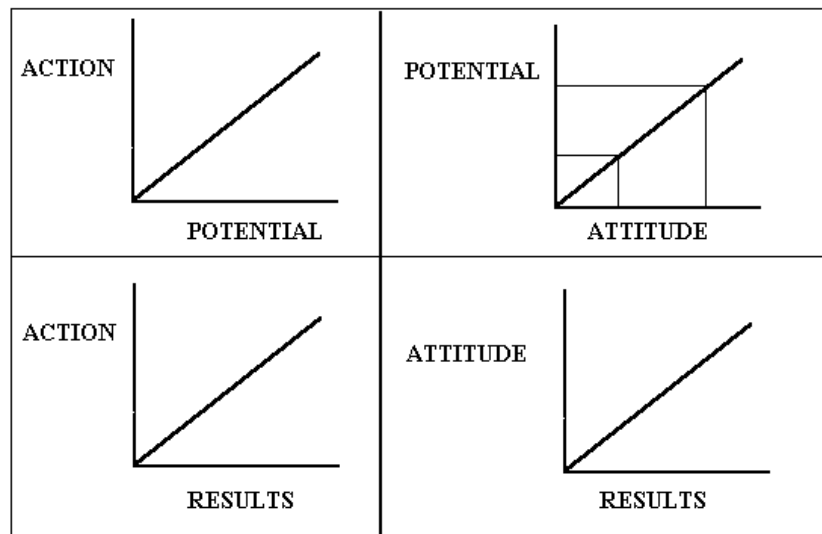 ACTION
POTENTIAL
POTENTIAL
ATTITUDE
ACTION
RESULTS
ATTITUDE
RESULTS